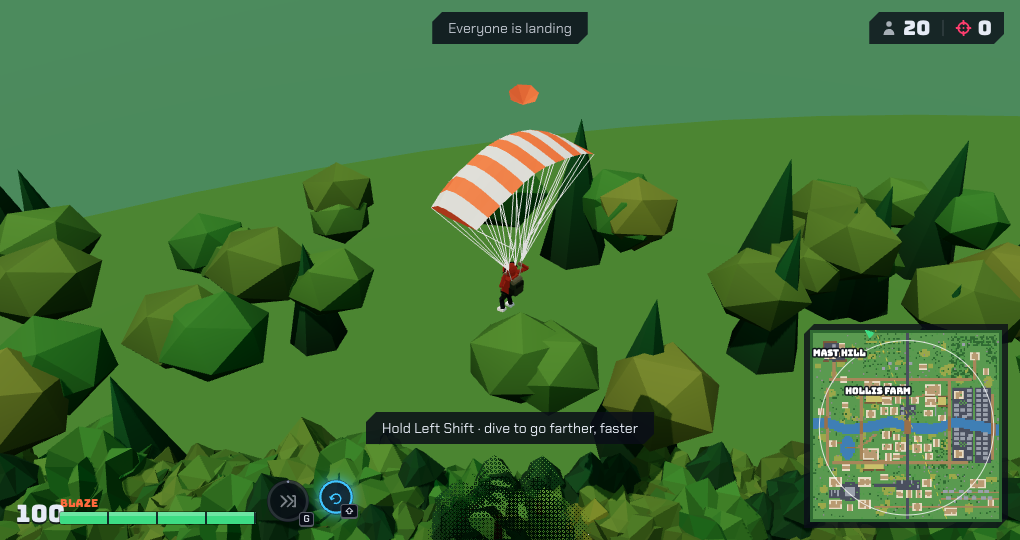 Everyone is landing
20
0
MAST HILL
HOLLIS FARM
Hold Left Shift · dive to go farther, faster
BLAZE
100
G